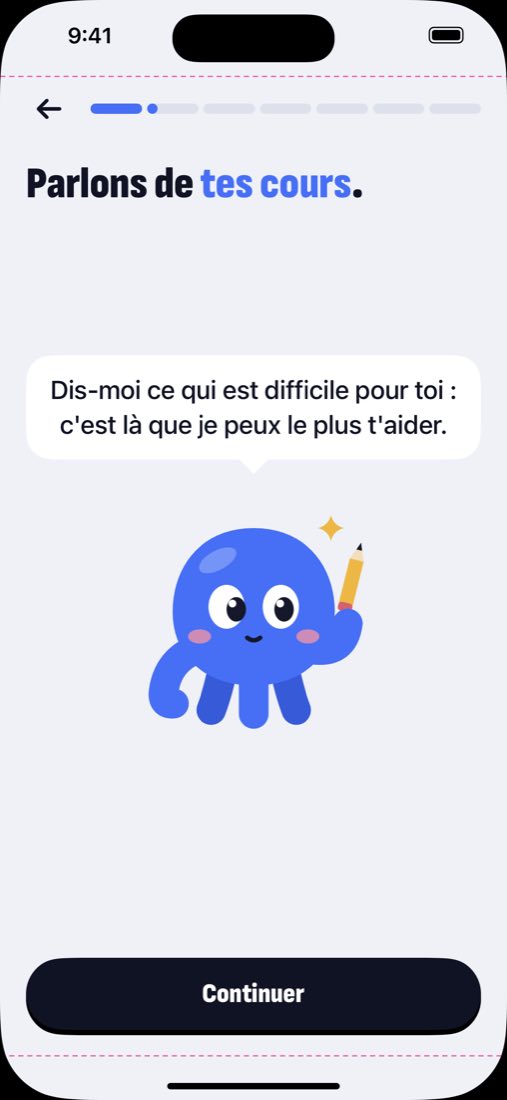 9:41
Parlons de tes cours.
Dis-moi ce qui est difficile pour toi :
c'est là que je peux le plus t'aider.
Continuer